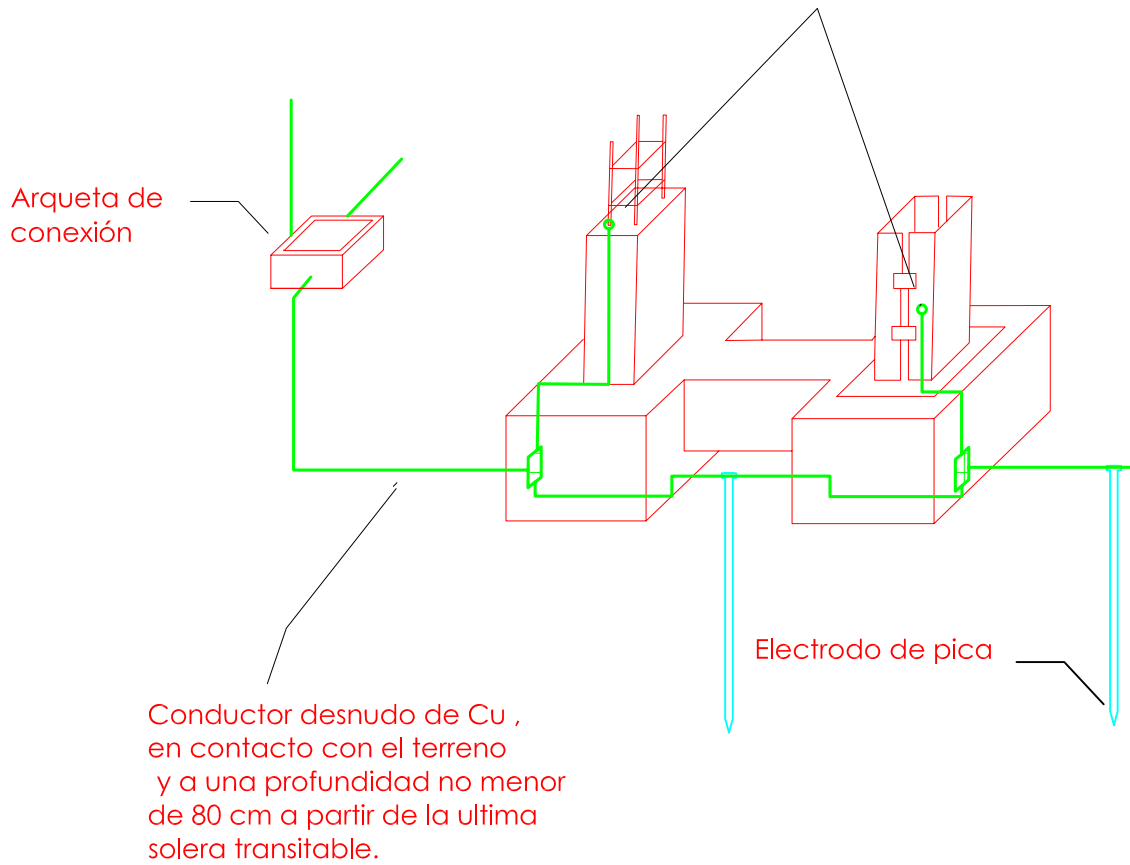 Arqueta de
conexión
Electrodo de pica
Conductor desnudo de Cu ,
en contacto con el terreno
y a una profundidad no menor
de 80 cm a partir de la ultima
solera transitable.